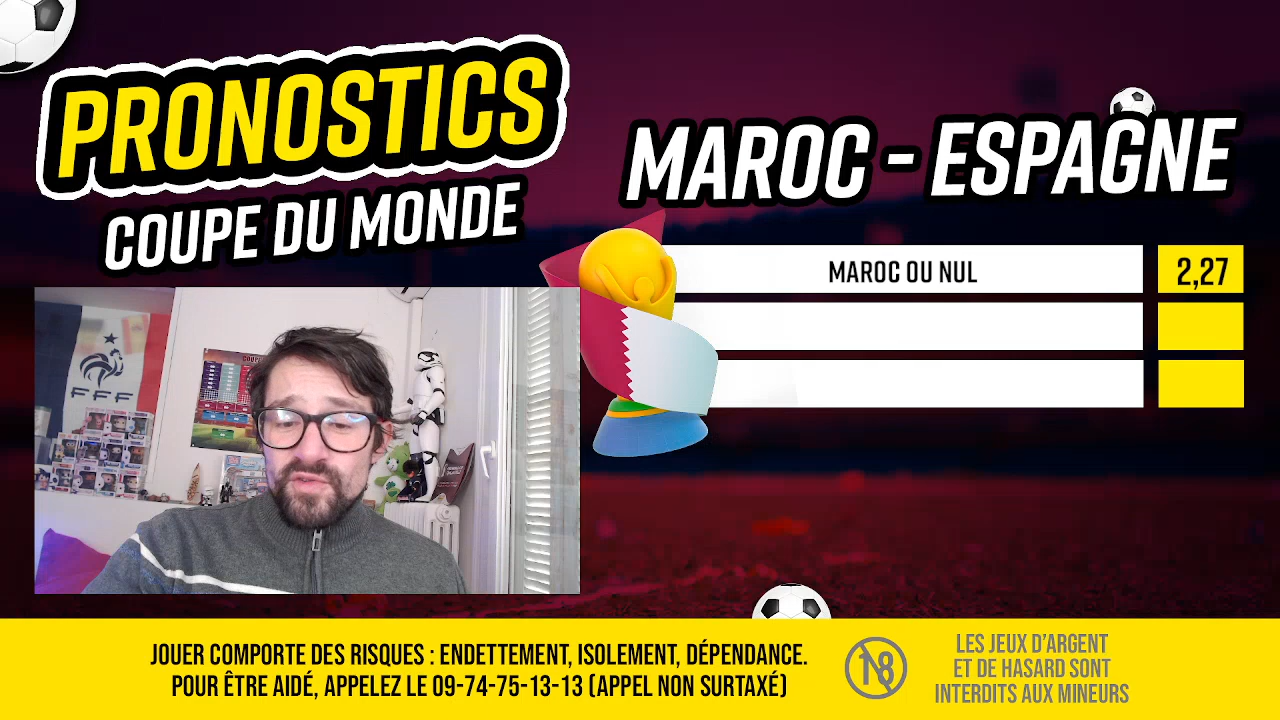 PRONOSTICS
COUPE DU MONDE
MAROC - ESPAGNE
MAROC OU NUL
2,27
FFF
JOUER COMPORTE DES RISQUES : ENDETTEMENT, ISOLEMENT, DÉPENDANCE.
POUR ÊTRE AIDÉ, APPELEZ LE 09-74-75-13-13 (APPEL NON SURTAXÉ)
18
LES JEUX D'ARGENT
ET DE HASARD SONT
INTERDITS AUX MINEURS